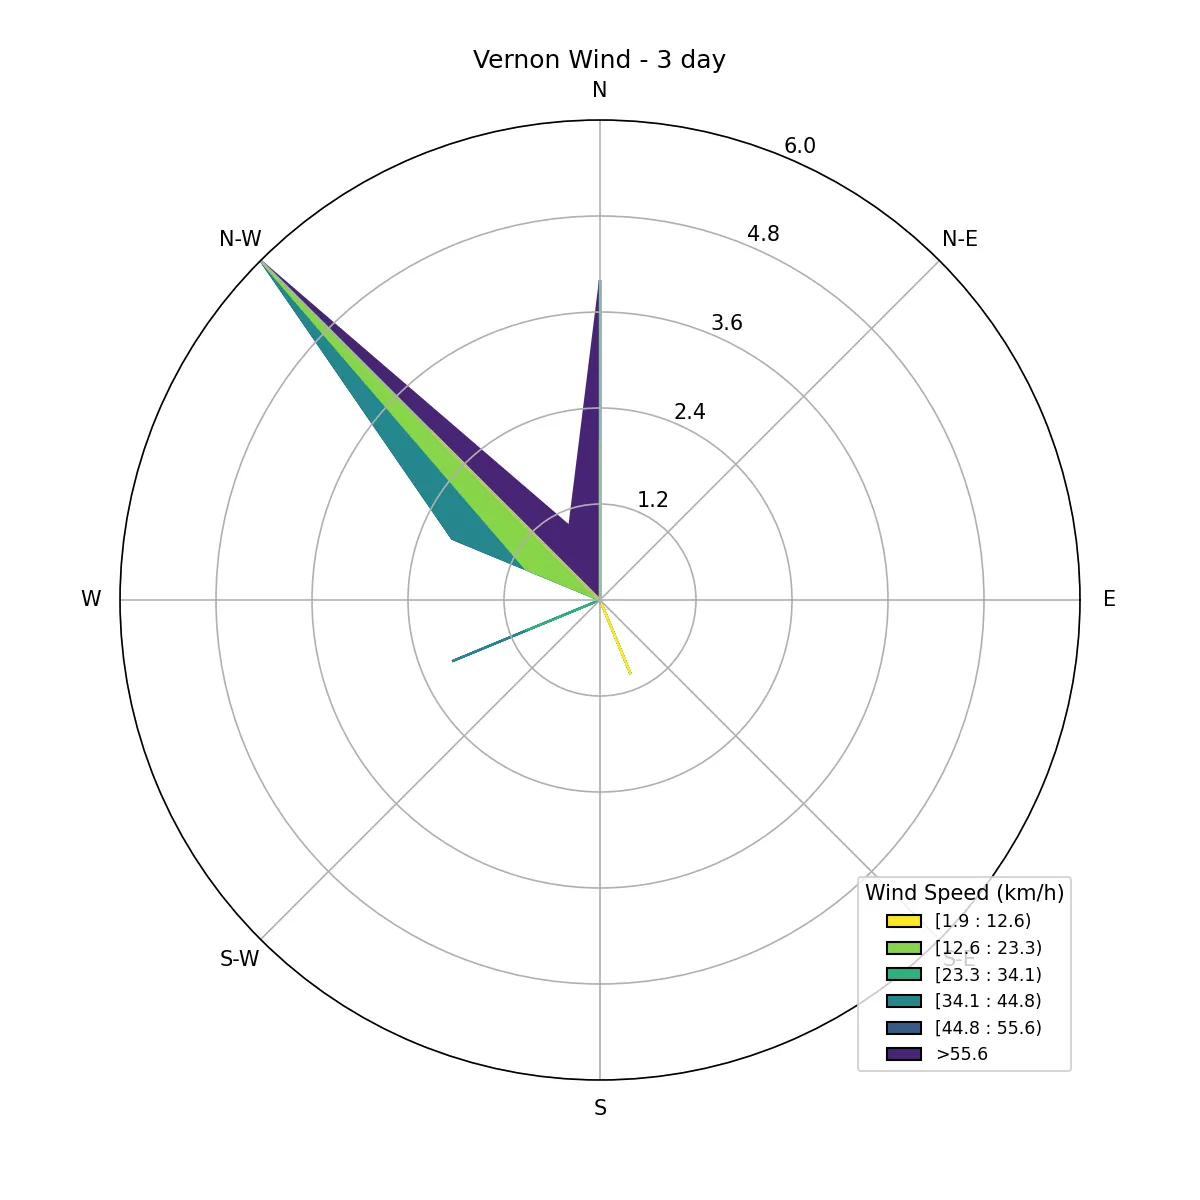 Vernon Wind - 3 day
N
6.0
N-W
N-E
4.8
3.6
2.4
1.2
W
E
Wind Speed (km/h)
[1.9 : 12.6)
[12.6 : 23.3)
S-W
S-E
[23.3 : 34.1)
[34.1 : 44.8)
[44.8 : 55.6)
>55.6
S